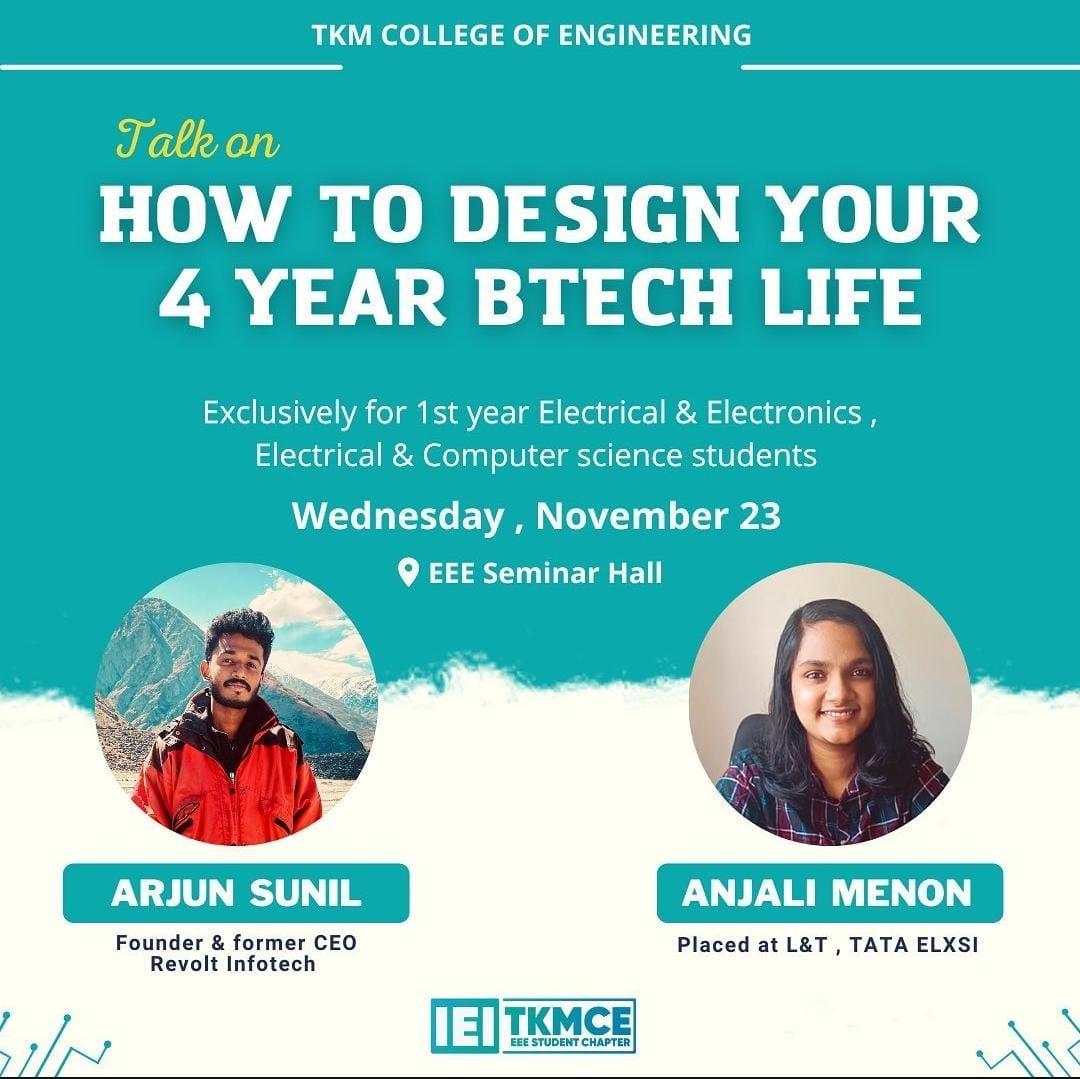 TKM COLLEGE OF ENGINEERING
Talk on
HOW TO DESIGN YOUR
4 YEAR BTECH LIFE
Exclusively for 1st year Electrical & Electronics ,
Electrical & Computer science students
Wednesday , November 23
EEE Seminar Hall
ARJUN SUNIL
Founder & former CEO
Revolt Infotech
ANJALI MENON
Placed at L&T , TATA ELXSI
IEI TKMCE
EEE STUDENT CHAPTER